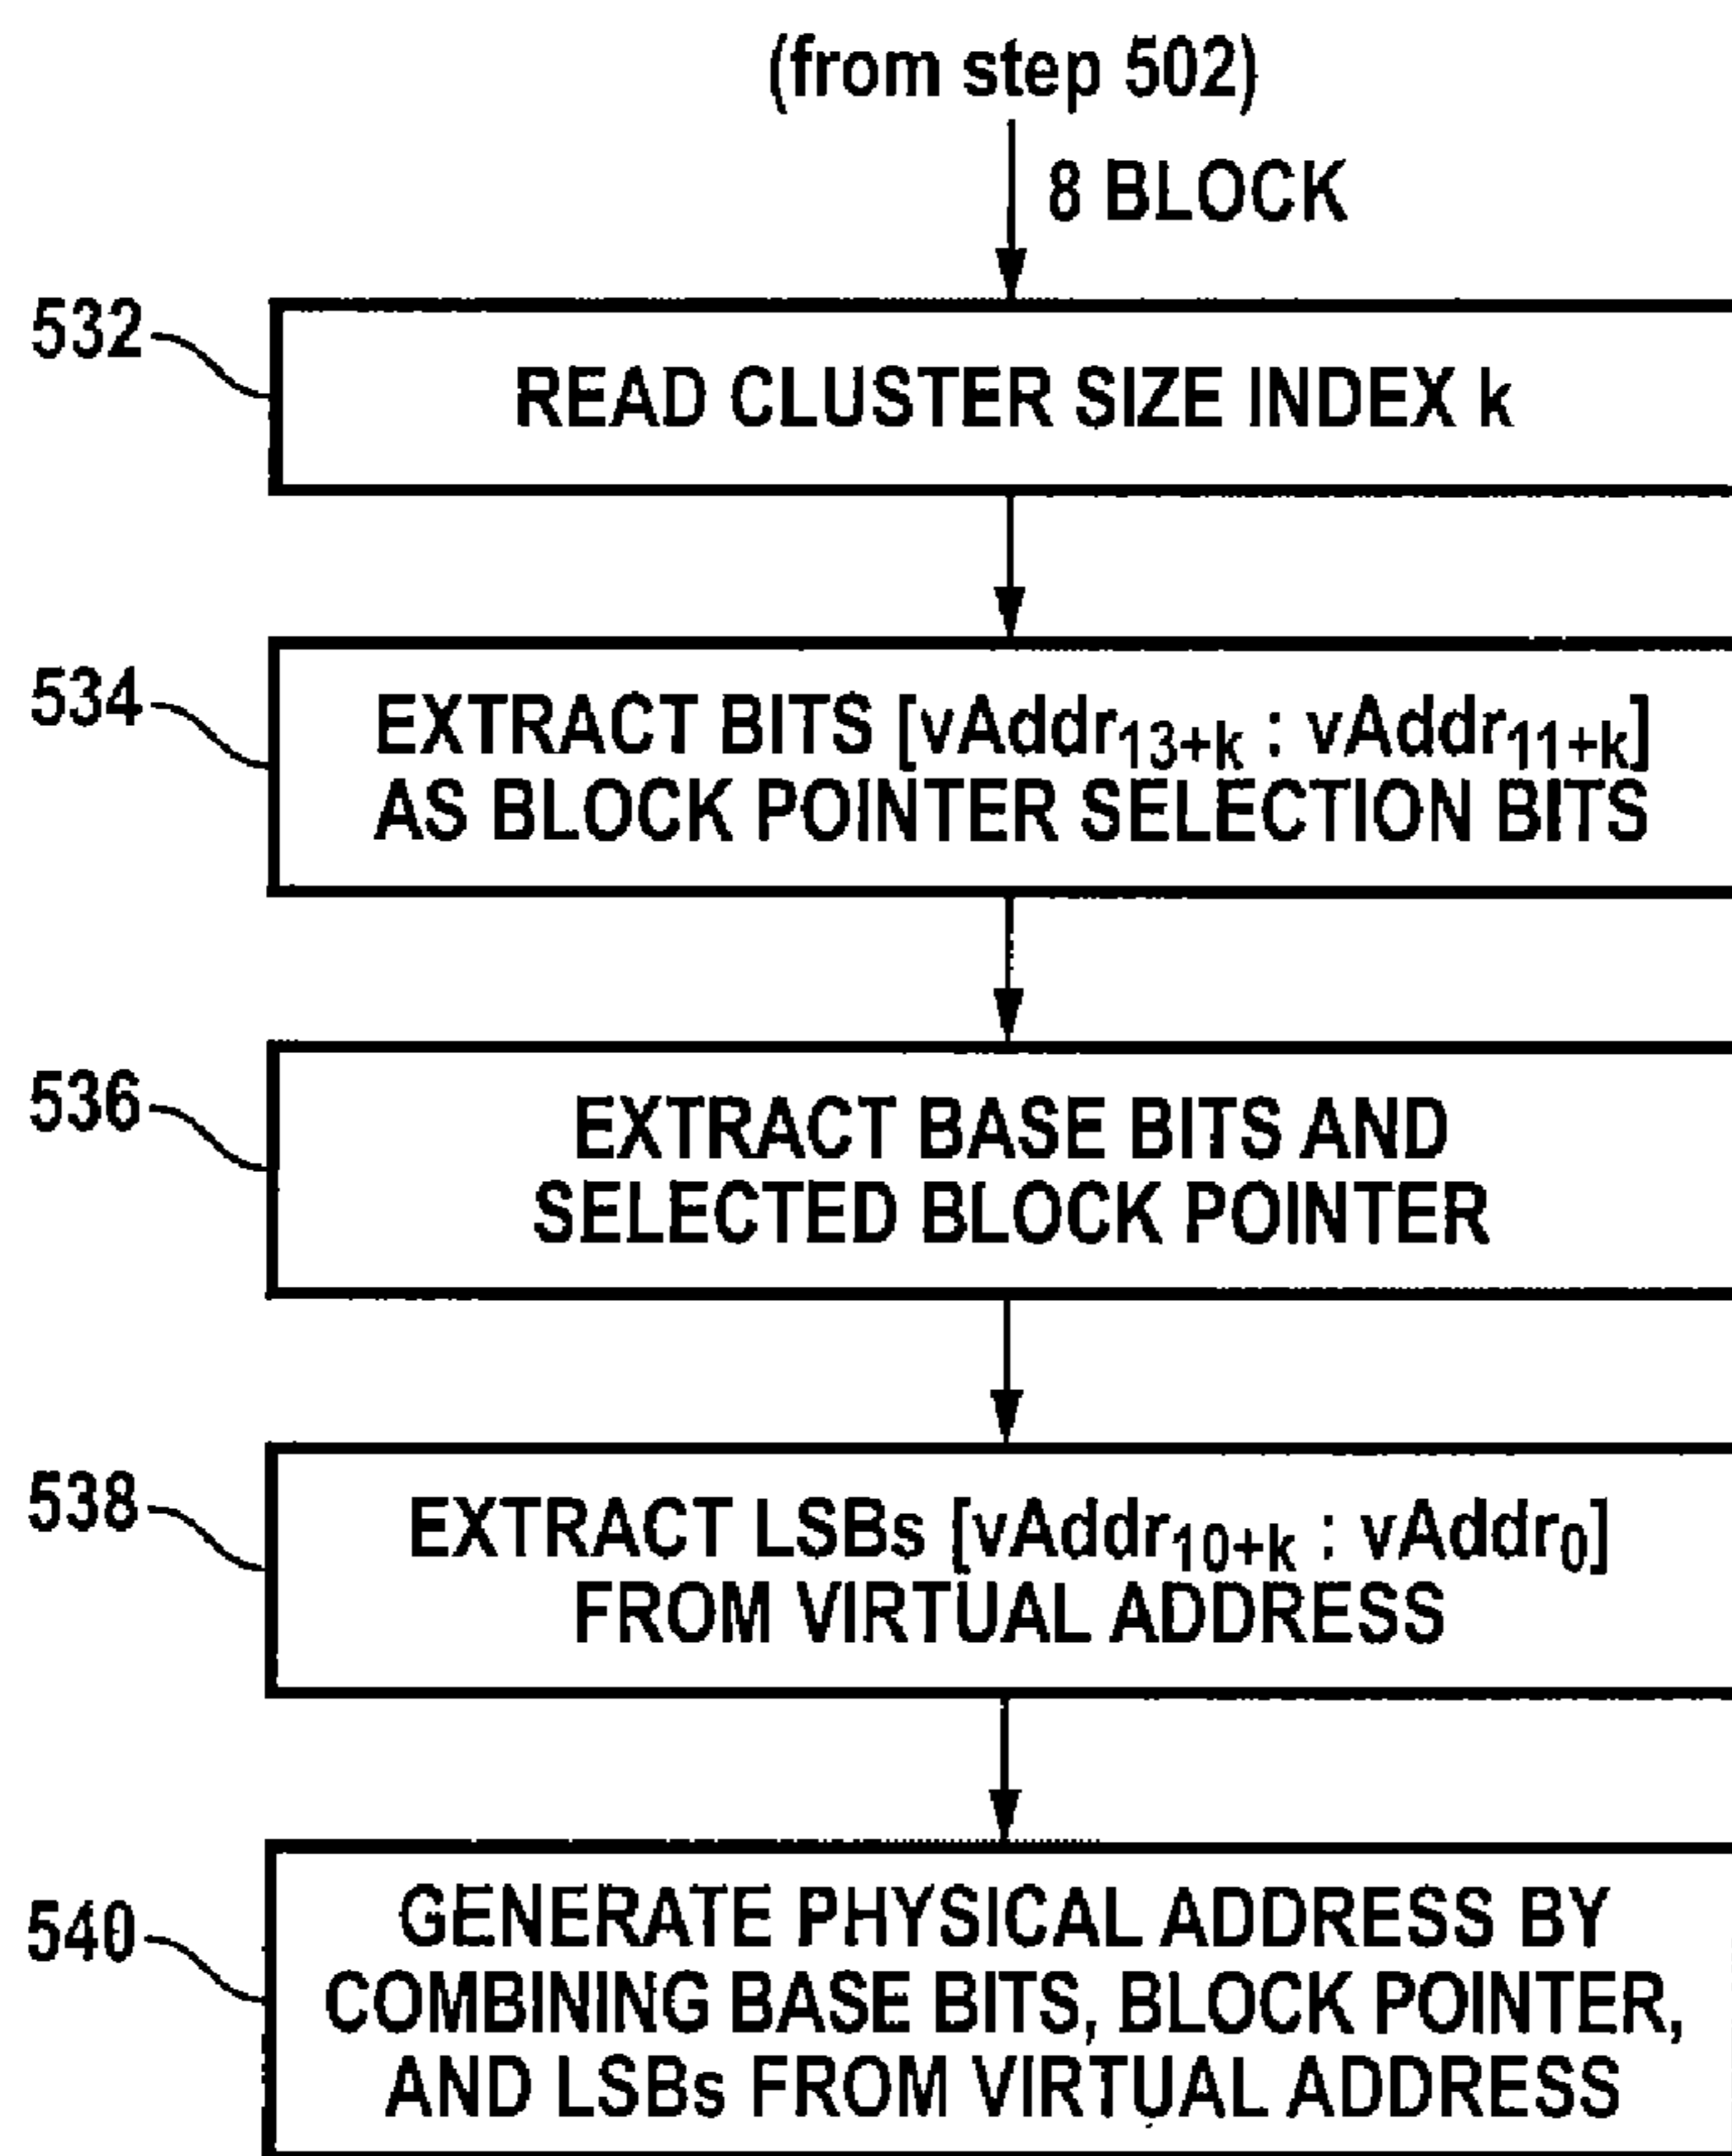 (from step 502)
8 BLOCK
532
READ CLUSTER SIZE INDEX k
534
EXTRACT BITS [vAddr13+k : vAddr11+k]
AS BLOCK POINTER SELECTION BITS
536
EXTRACT BASE BITS AND
SELECTED BLOCK POINTER
538
EXTRACT LSBs [vAddr10+k : vAddr0]
FROM VIRTUAL ADDRESS
540
GENERATE PHYSICAL ADDRESS BY
COMBINING BASE BITS, BLOCK POINTER,
AND LSBs FROM VIRTUAL ADDRESS